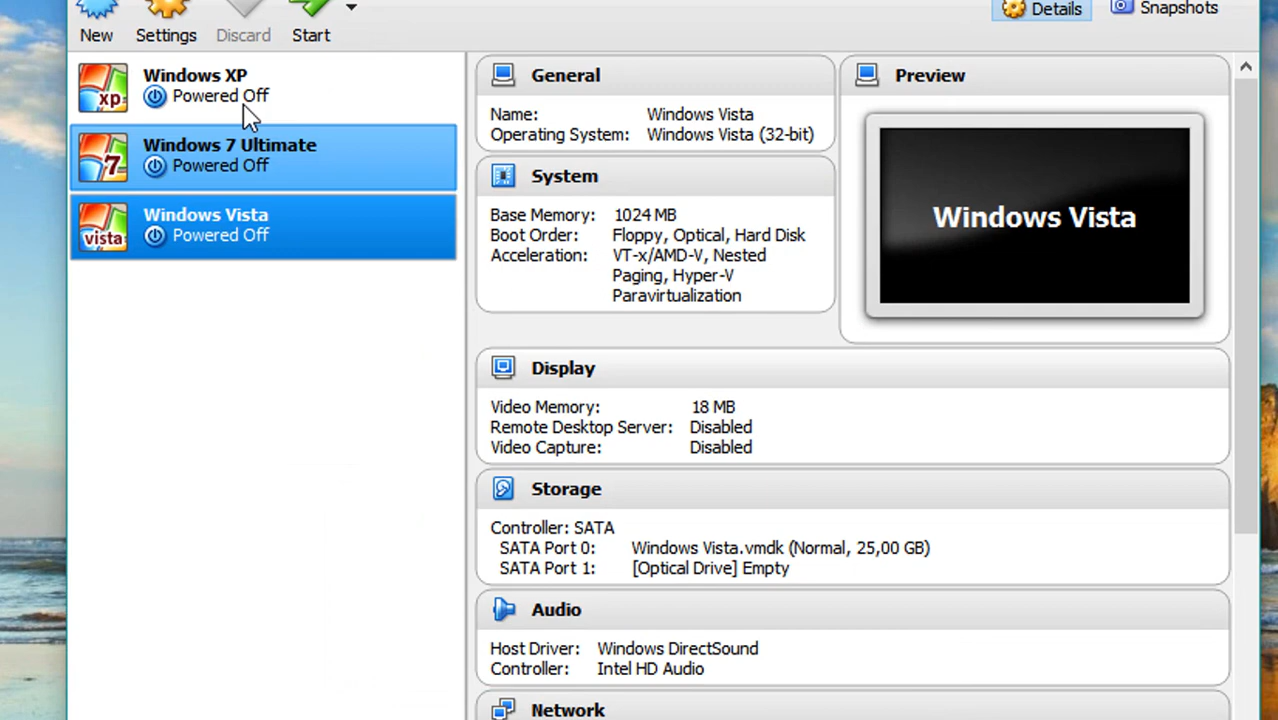 New Settings Discard Start Details Snapshots
xp Windows XP
Powered Off
7 Windows 7 Ultimate
Powered Off
vista Windows Vista
Powered Off
General
Name: Windows Vista
Operating System: Windows Vista (32-bit)
System
Base Memory: 1024 MB
Boot Order: Floppy, Optical, Hard Disk
Acceleration: VT-x/AMD-V, Nested
Paging, Hyper-V
Paravirtualization
Preview
Windows Vista
Display
Video Memory: 18 MB
Remote Desktop Server: Disabled
Video Capture: Disabled
Storage
Controller: SATA
SATA Port 0: Windows Vista.vmdk (Normal, 25,00 GB)
SATA Port 1: [Optical Drive] Empty
Audio
Host Driver: Windows DirectSound
Controller: Intel HD Audio
Network